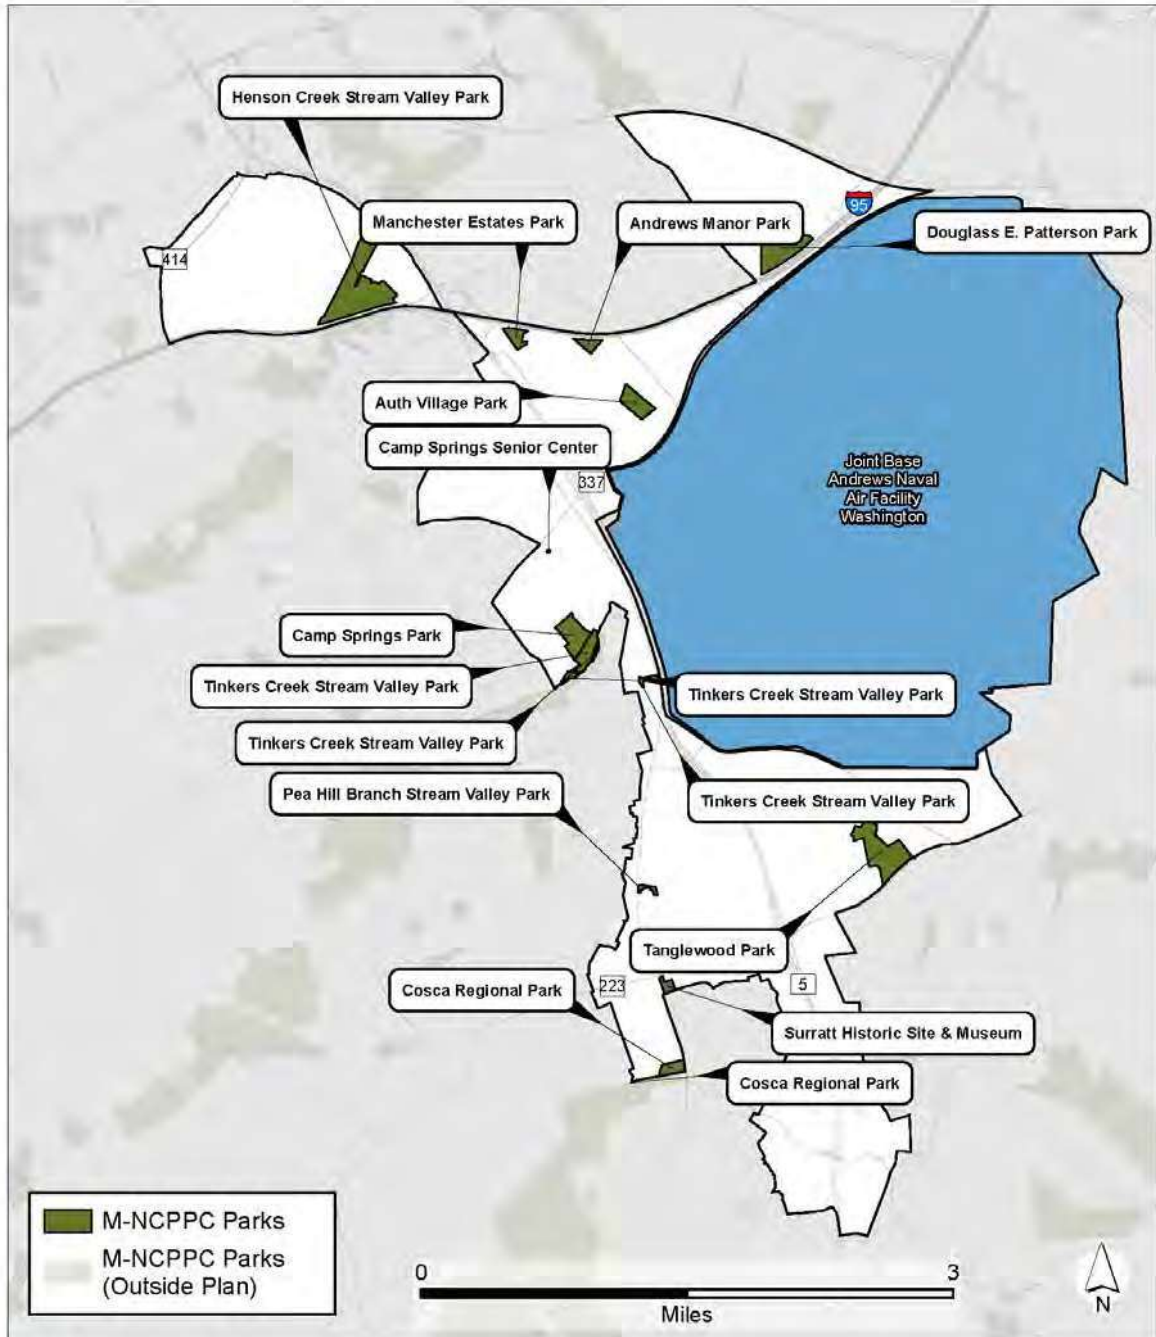 Henson Creek Stream Valley Park
Manchester Estates Park
Andrews Manor Park
95
Douglass E. Patterson Park
414
Auth Village Park
Camp Springs Senior Center
337
Joint Base
Andrews Naval
Air Facility
Washington
Camp Springs Park
Tinkers Creek Stream Valley Park
Tinkers Creek Stream Valley Park
Tinkers Creek Stream Valley Park
Pea Hill Branch Stream Valley Park
Tinkers Creek Stream Valley Park
Tanglewood Park
Cosca Regional Park
223
5
Surratt Historic Site & Museum
Cosca Regional Park
M-NCPPC Parks
M-NCPPC Parks
(Outside Plan)
0 3
Miles
N